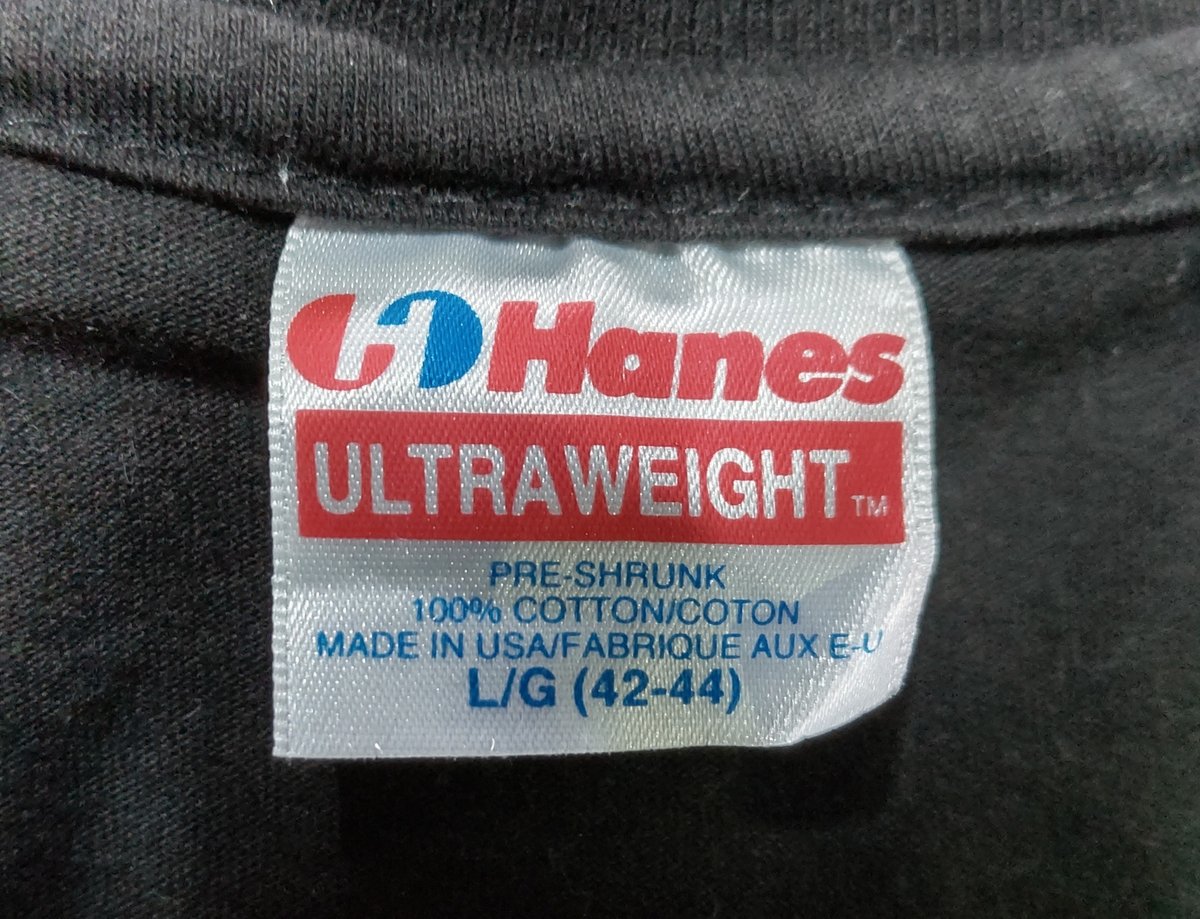 Hanes
ULTRAWEIGHT™
PRE-SHRUNK
100% COTTON/COTON
MADE IN USA/FABRIQUE AUX E-U
L/G (42-44)